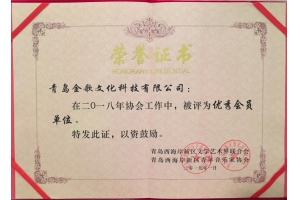 荣誉证书
HONORARY CREDENTIAL
青岛金歌文化科技有限公司：
在二〇一八年协会工作中，被评为优秀会员
单位。
特发此证，以资鼓励。
青岛西海岸新区文学艺术界联合会
青岛西海岸新区青年音乐家协会